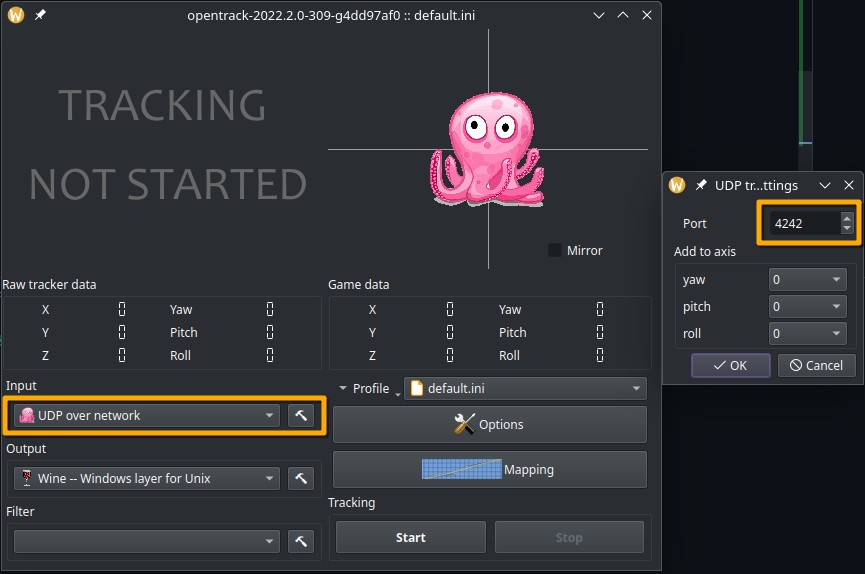 opentrack-2022.2.0-309-g4dd97af0 :: default.ini
TRACKING
NOT STARTED
Mirror
Raw tracker data
X 0 Yaw 0
Y 0 Pitch 0
Z 0 Roll 0
Game data
X 0 Yaw 0
Y 0 Pitch 0
Z 0 Roll 0
Input
UDP over network
Output
Wine -- Windows layer for Unix
Filter
Profile default.ini
Options
Mapping
Tracking
Start Stop
UDP tr...ttings
Port 4242
Add to axis
yaw 0
pitch 0
roll 0
OK Cancel